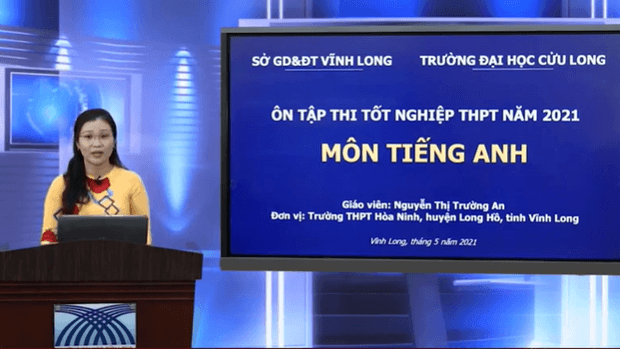 SỞ GD&ĐT VĨNH LONG
TRƯỜNG ĐẠI HỌC CỬU LONG
ÔN TẬP THI TỐT NGHIỆP THPT NĂM 2021
MÔN TIẾNG ANH
Giáo viên: Nguyễn Thị Trường An
Đơn vị: Trường THPT Hòa Ninh, huyện Long Hồ, tỉnh Vĩnh Long
Vĩnh Long, tháng 5 năm 2021